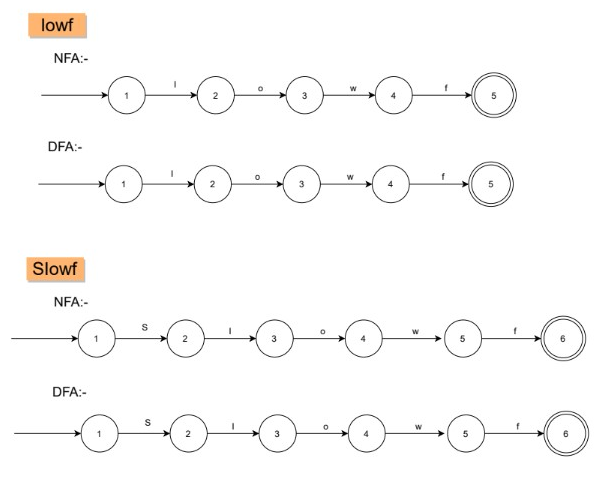 lowf
NFA:-
1 l 2 o 3 w 4 f 5
DFA:-
1 l 2 o 3 w 4 f 5
Slowf
NFA:-
1 S 2 l 3 o 4 w 5 f 6
DFA:-
1 S 2 l 3 o 4 w 5 f 6